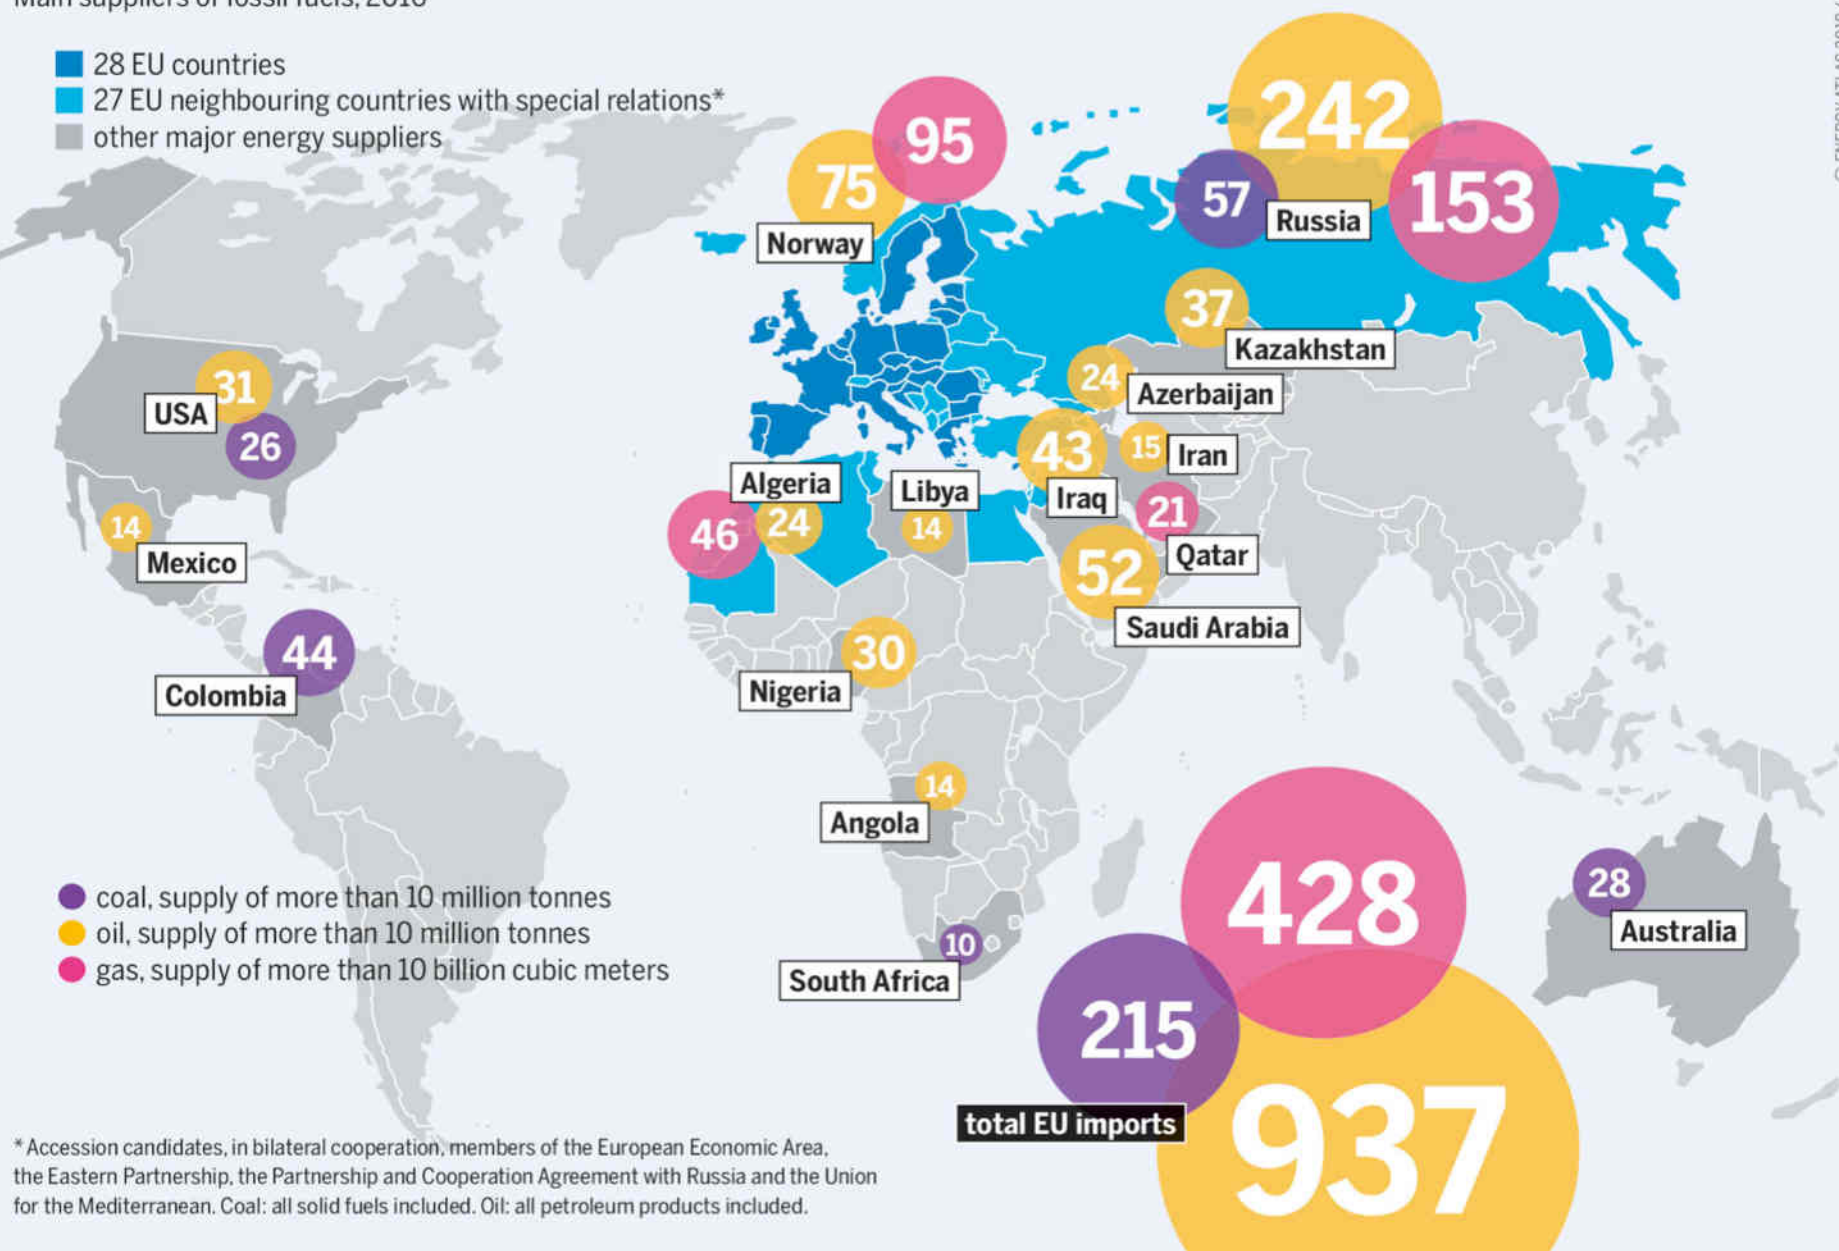 Main suppliers of fossil fuels, 2016
28 EU countries
27 EU neighbouring countries with special relations*
other major energy suppliers
95
75
Norway
242
57
Russia
153
37
Kazakhstan
24
Azerbaijan
31
USA
26
43
Iraq
15
Iran
Algeria
46
24
Libya
14
21
Qatar
14
Mexico
52
Saudi Arabia
44
Colombia
30
Nigeria
14
Angola
coal, supply of more than 10 million tonnes
oil, supply of more than 10 million tonnes
gas, supply of more than 10 billion cubic meters
10
South Africa
28
Australia
428
215
total EU imports
937
*Accession candidates, in bilateral cooperation, members of the European Economic Area,
the Eastern Partnership, the Partnership and Cooperation Agreement with Russia and the Union
for the Mediterranean. Coal: all solid fuels included. Oil: all petroleum products included.